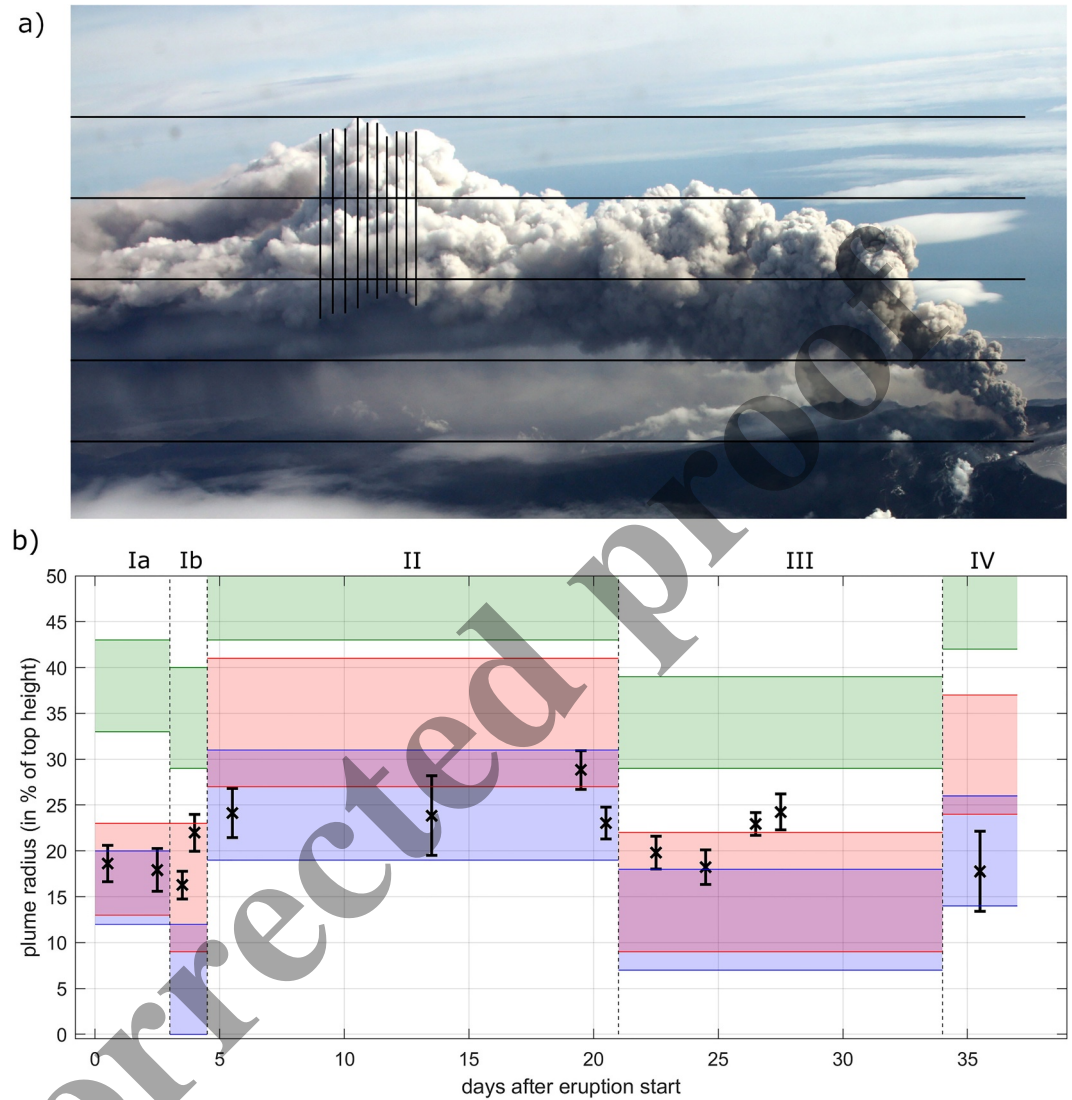 a)
b)
Ia Ib II III IV
50
45
40
35
30
25
20
15
10
5
0
plume radius (in % of top height)
0 5 10 15 20 25 30 35
days after eruption start
orrected proof